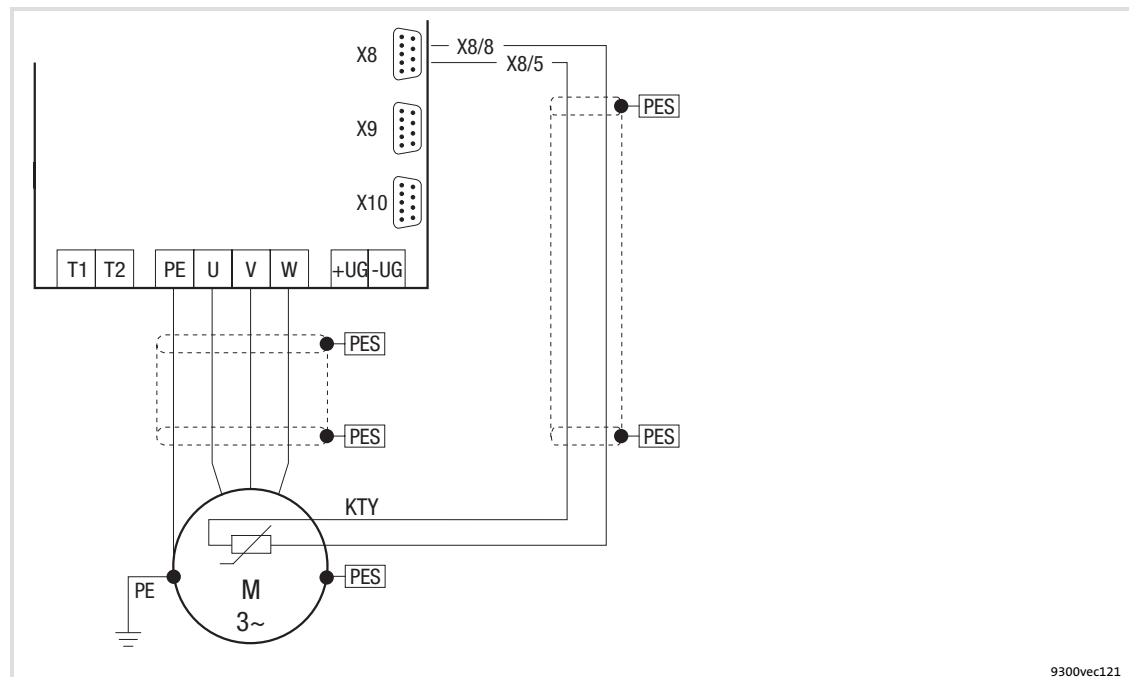 X8
X8/8
X8/5
PES
X9
X10
T1 T2 PE U V W +UG -UG
PES
PES
PES
KTY
PE
M
3~
PES
9300vec121